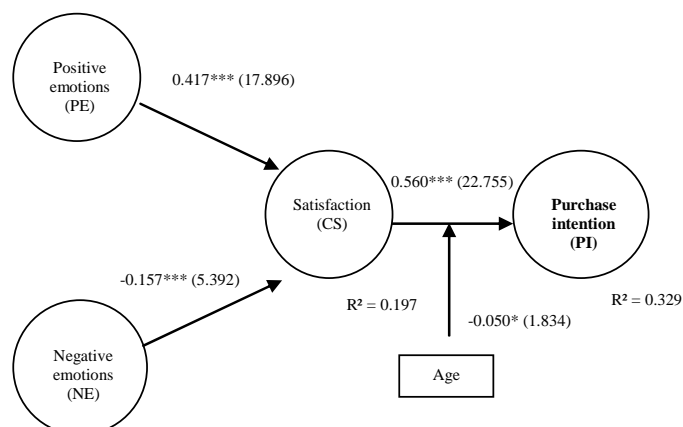 Positive
emotions
(PE)
0.417*** (17.896)
Satisfaction
(CS)
0.560*** (22.755)
Purchase
intention
(PI)
-0.157*** (5.392)
R² = 0.197
R² = 0.329
-0.050* (1.834)
Negative
emotions
(NE)
Age